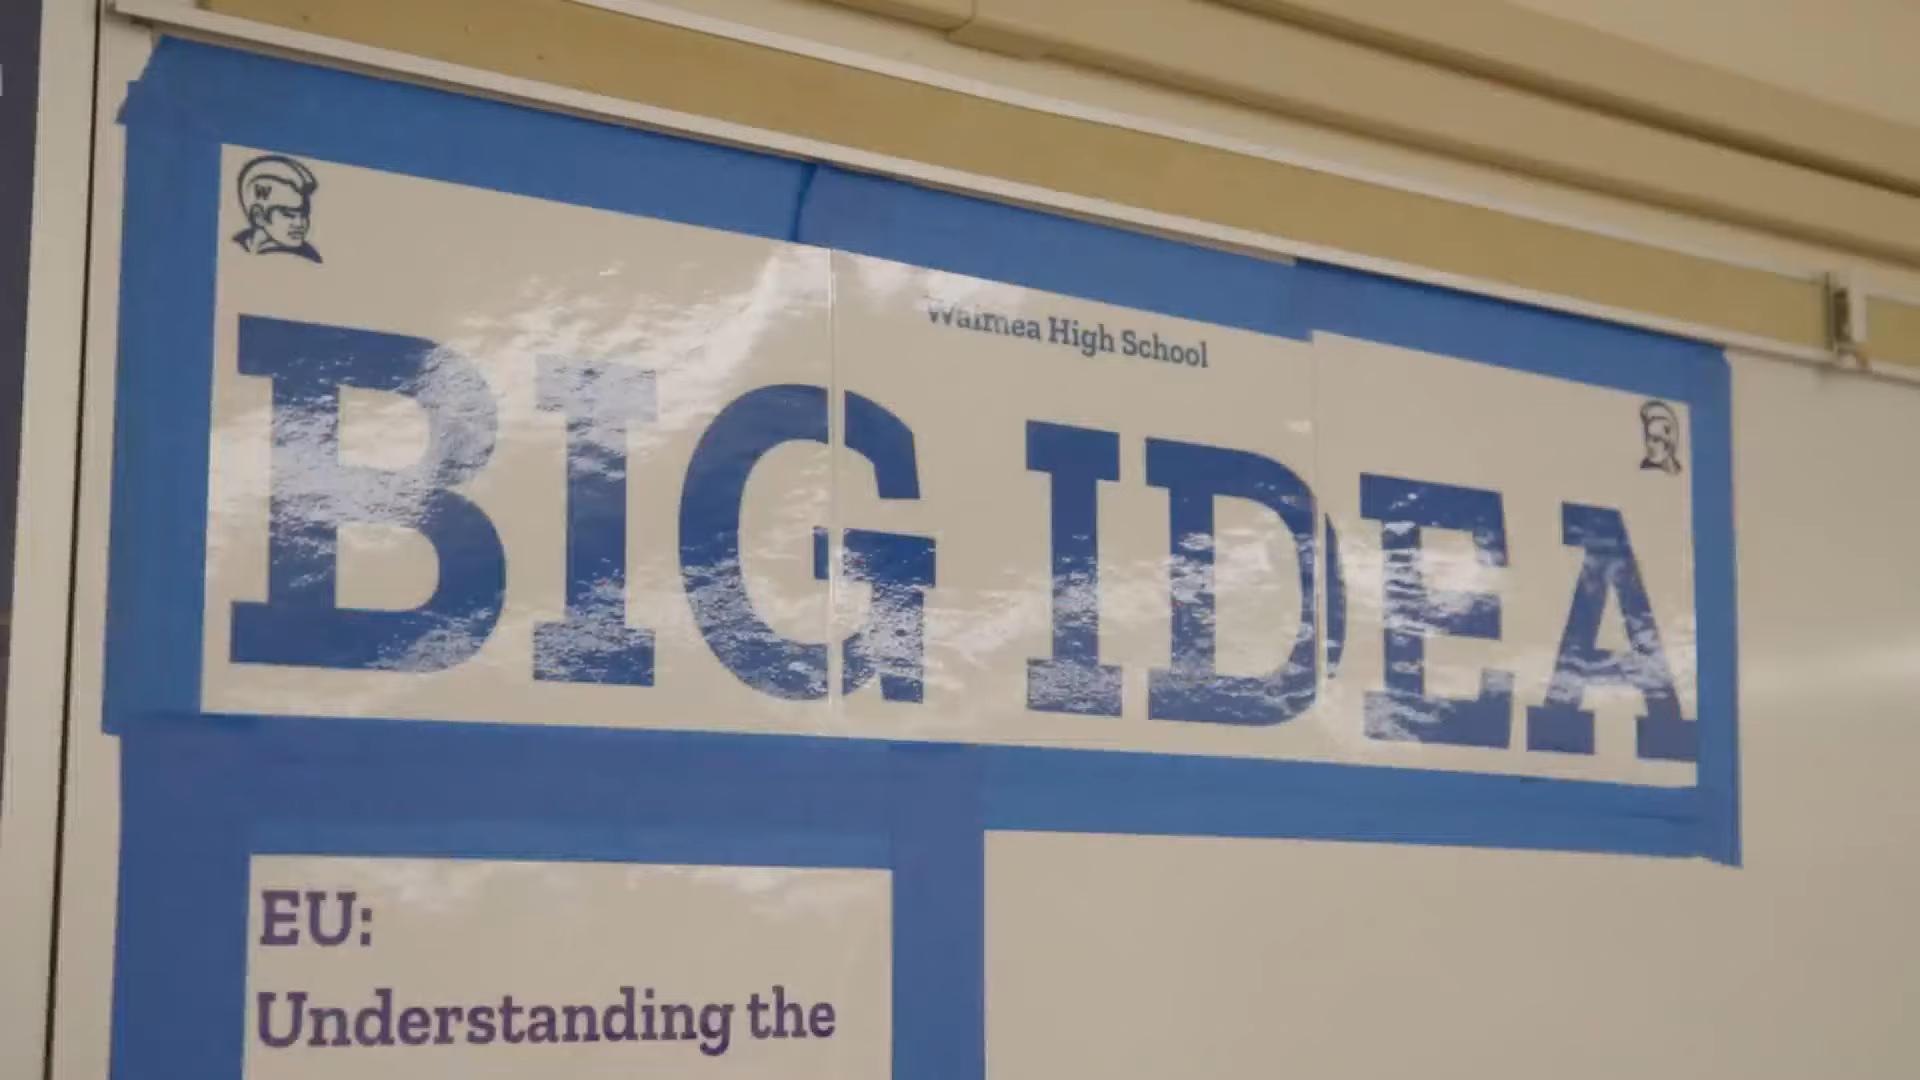 W
Waimea High School
BIG IDEA
EU:
Understanding the